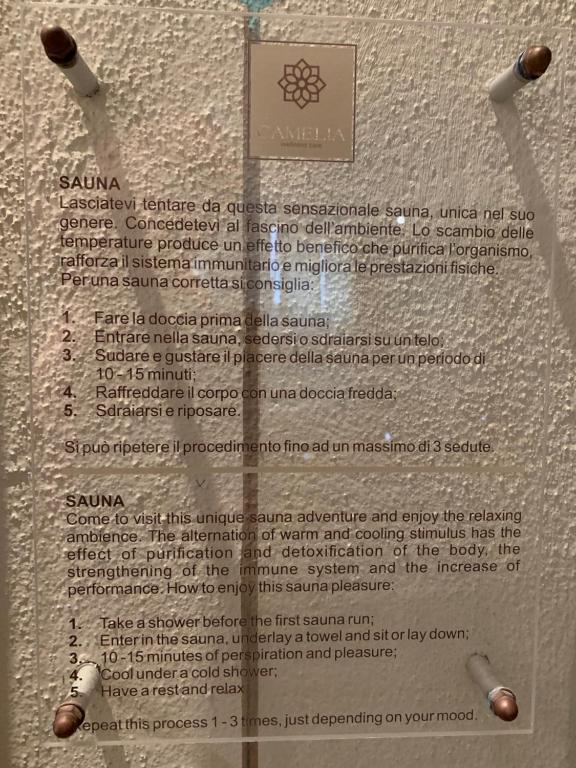 CAMELIA
wellness care
SAUNA
Lasciatevi tentare da questa sensazionale sauna, unica nel suo
genere. Concedetevi al fascino dell'ambiente. Lo scambio delle
temperature produce un effetto benefico che purifica l'organismo,
rafforza il sistema immunitario e migliora le prestazioni fisiche.
Per una sauna corretta si consiglia:
1. Fare la doccia prima della sauna;
2. Entrare nella sauna, sedersi o sdraiarsi su un telo;
3. Sudare e gustare il piacere della sauna per un periodo di
10 - 15 minuti;
4. Raffreddare il corpo con una doccia fredda;
5. Sdraiarsi e riposare.
Si può ripetere il procedimento fino ad un massimo di 3 sedute.
SAUNA
Come to visit this unique sauna adventure and enjoy the relaxing
ambience. The alternation of warm and cooling stimulus has the
effect of purification and detoxification of the body, the
strengthening of the immune system and the increase of
performance. How to enjoy this sauna pleasure:
1. Take a shower before the first sauna run;
2. Enter in the sauna, underlay a towel and sit or lay down;
3. 10 -15 minutes of perspiration and pleasure;
4. Cool under a cold shower;
5. Have a rest and relax
Repeat this process 1 - 3 times, just depending on your mood.